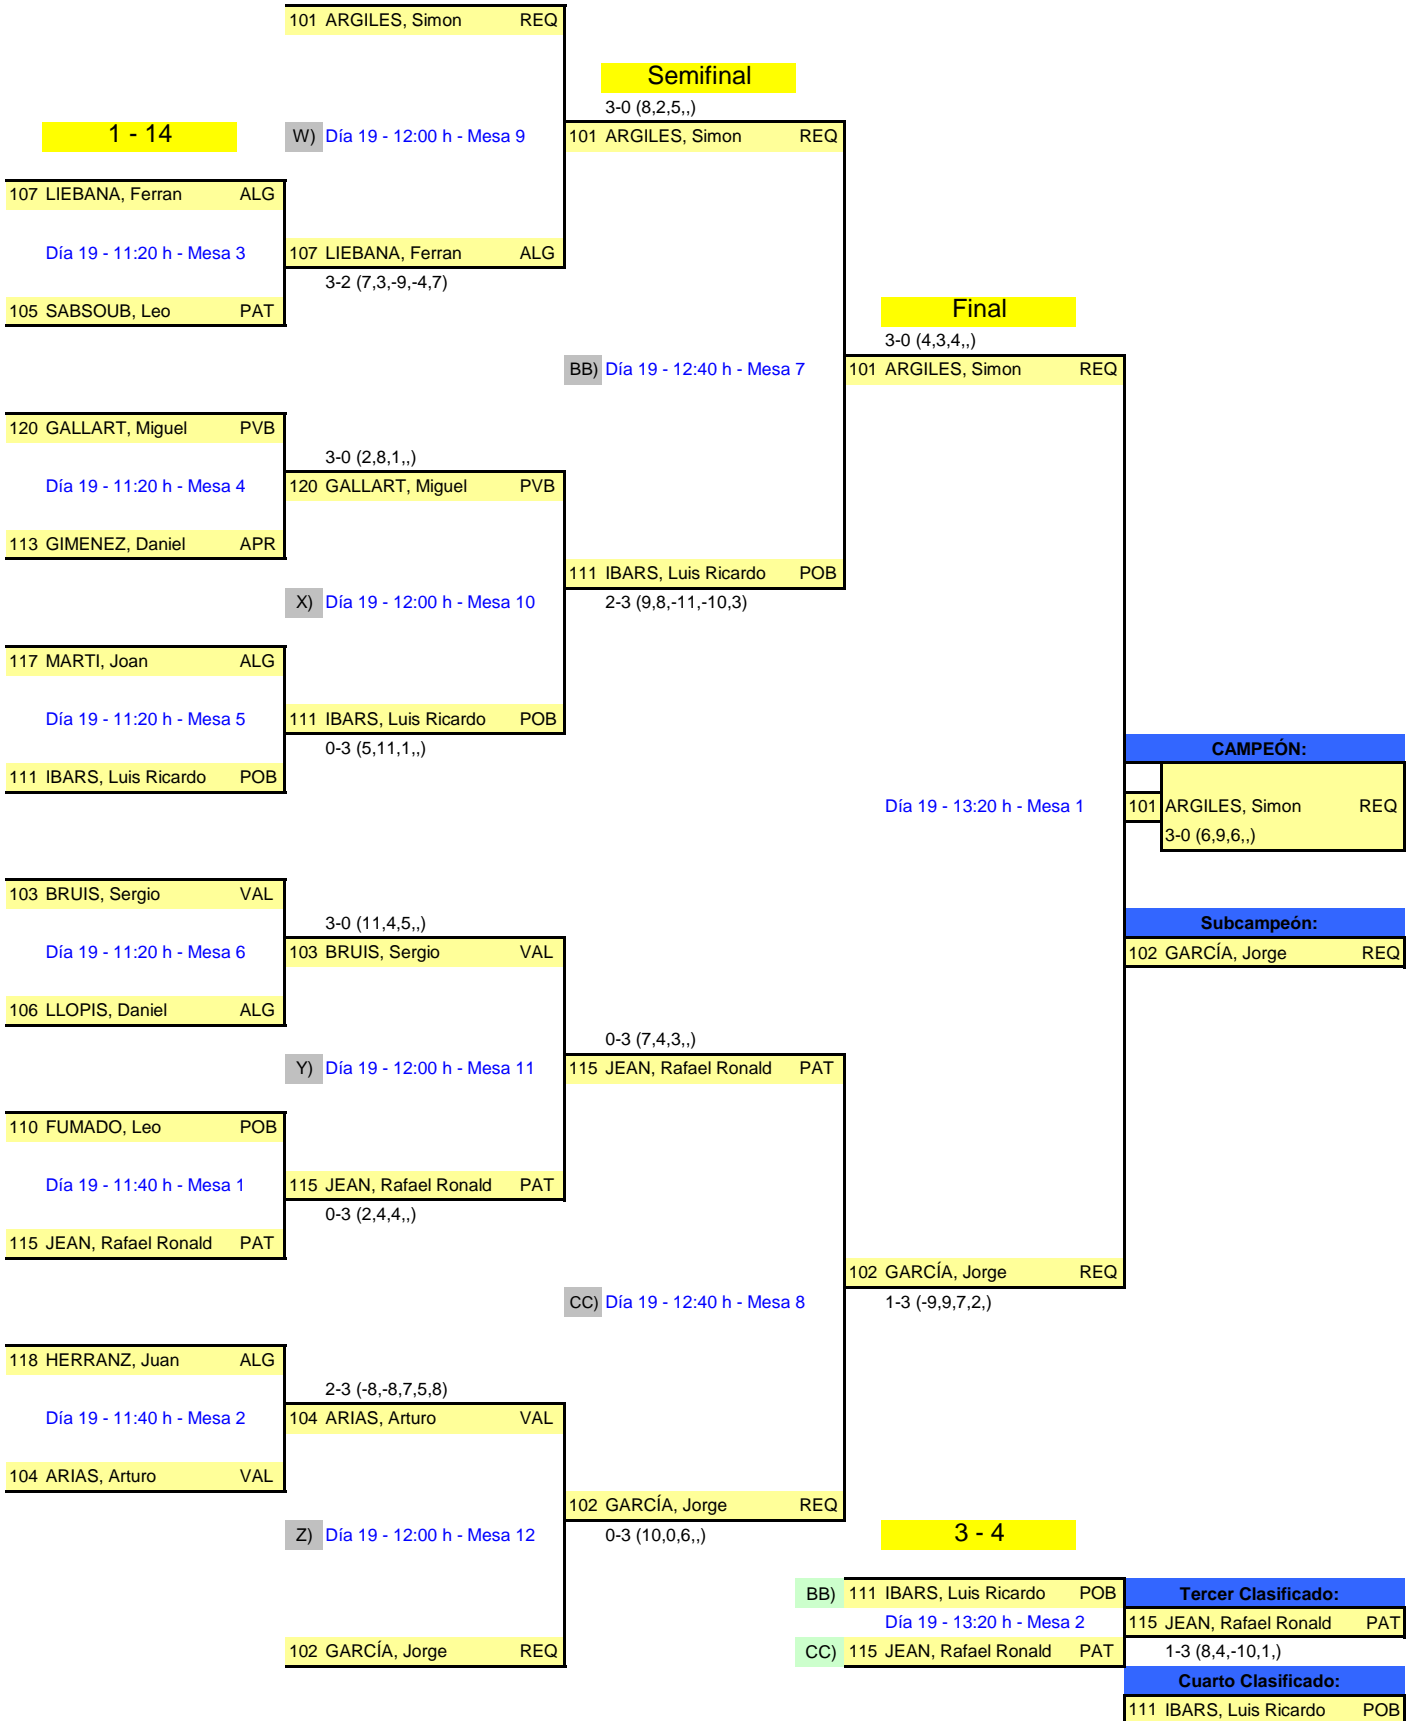 101 ARGILES, Simon REQ
Semifinal
3-0 (8,2,5,,)
1 - 14
W) Día 19 - 12:00 h - Mesa 9
101 ARGILES, Simon REQ
107 LIEBANA, Ferran ALG
Día 19 - 11:20 h - Mesa 3
107 LIEBANA, Ferran ALG
3-2 (7,3,-9,-4,7)
105 SABSOUB, Leo PAT
Final
3-0 (4,3,4,,)
BB) Día 19 - 12:40 h - Mesa 7
101 ARGILES, Simon REQ
120 GALLART, Miguel PVB
3-0 (2,8,1,,)
Día 19 - 11:20 h - Mesa 4
120 GALLART, Miguel PVB
113 GIMENEZ, Daniel APR
111 IBARS, Luis Ricardo POB
X) Día 19 - 12:00 h - Mesa 10
2-3 (9,8,-11,-10,3)
117 MARTI, Joan ALG
Día 19 - 11:20 h - Mesa 5
111 IBARS, Luis Ricardo POB
0-3 (5,11,1,,)
CAMPEÓN:
111 IBARS, Luis Ricardo POB
Día 19 - 13:20 h - Mesa 1
101 ARGILES, Simon REQ
3-0 (6,9,6,,)
103 BRUIS, Sergio VAL
3-0 (11,4,5,,)
Subcampeón:
Día 19 - 11:20 h - Mesa 6
103 BRUIS, Sergio VAL
102 GARCÍA, Jorge REQ
106 LLOPIS, Daniel ALG
0-3 (7,4,3,,)
Y) Día 19 - 12:00 h - Mesa 11
115 JEAN, Rafael Ronald PAT
110 FUMADO, Leo POB
Día 19 - 11:40 h - Mesa 1
115 JEAN, Rafael Ronald PAT
0-3 (2,4,4,,)
115 JEAN, Rafael Ronald PAT
102 GARCÍA, Jorge REQ
CC) Día 19 - 12:40 h - Mesa 8
1-3 (-9,9,7,2,)
118 HERRANZ, Juan ALG
2-3 (-8,-8,7,5,8)
Día 19 - 11:40 h - Mesa 2
104 ARIAS, Arturo VAL
104 ARIAS, Arturo VAL
102 GARCÍA, Jorge REQ
Z) Día 19 - 12:00 h - Mesa 12
0-3 (10,0,6,,)
3 - 4
BB) 111 IBARS, Luis Ricardo POB
Tercer Clasificado:
Día 19 - 13:20 h - Mesa 2
115 JEAN, Rafael Ronald PAT
102 GARCÍA, Jorge REQ
CC) 115 JEAN, Rafael Ronald PAT
1-3 (8,4,-10,1,)
Cuarto Clasificado:
111 IBARS, Luis Ricardo POB